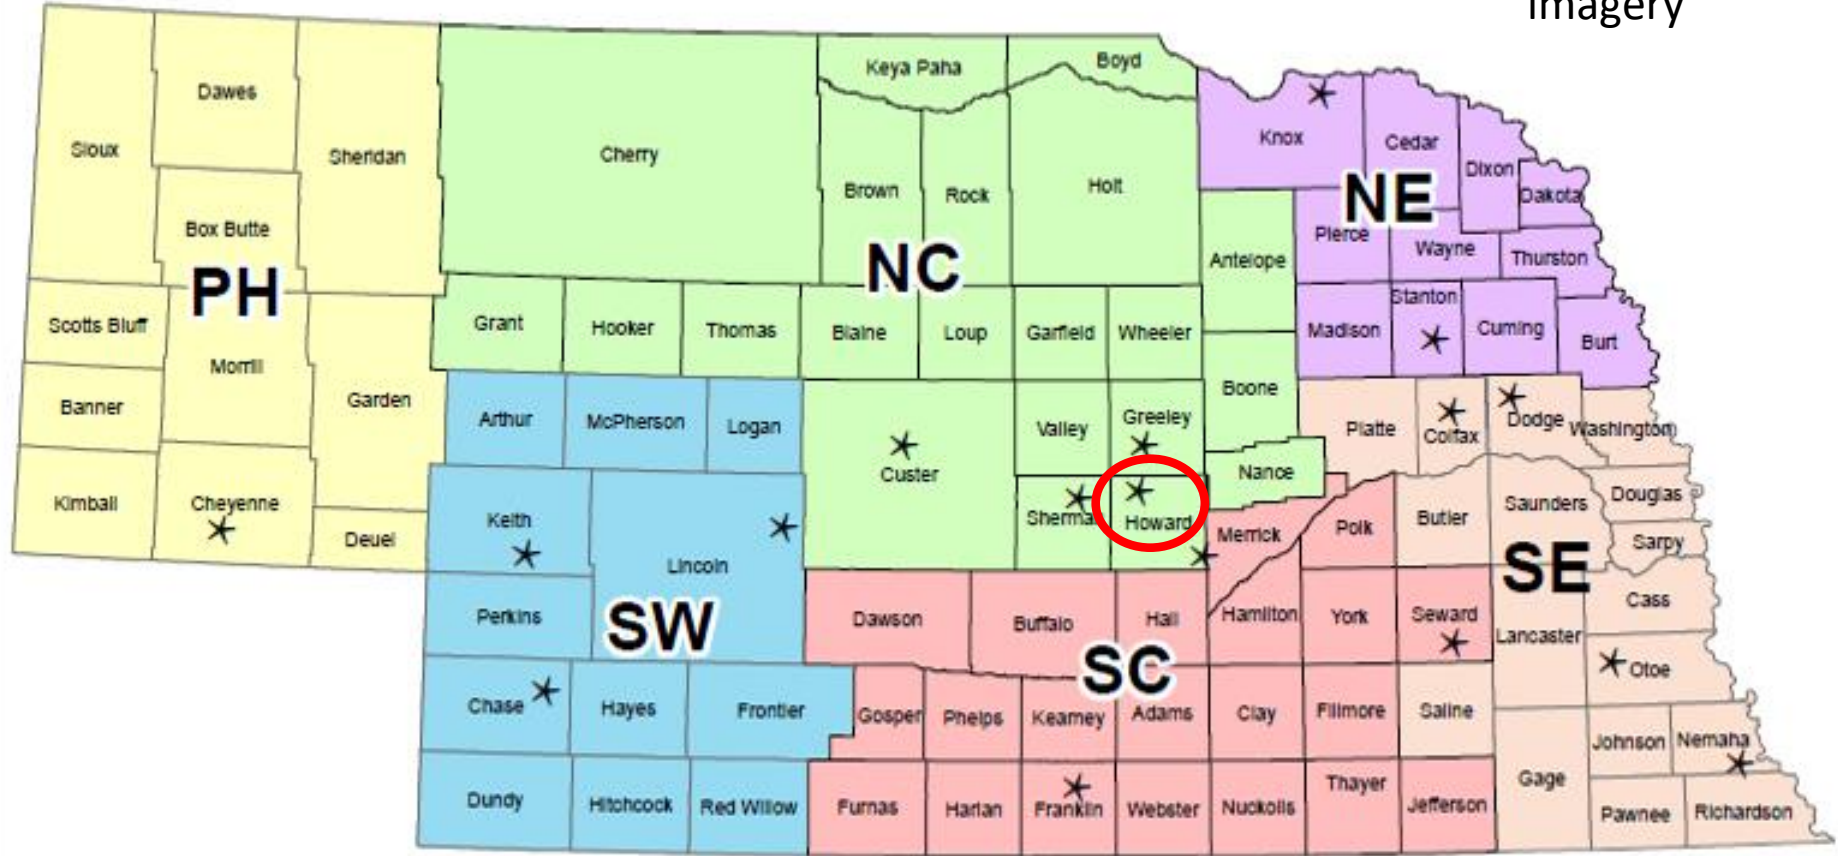 Imagery
Keya Paha
Boyd
Dawes
Sioux
Sheridan
Cherry
Knox
Cedar
Dixon
Dakota
Brown
Rock
Holt
NE
Box Butte
Pierce
Wayne
Thurston
Antelope
PH
NC
Stanton
Scotts Bluff
Grant
Hooker
Thomas
Blaine
Loup
Garfield
Wheeler
Madison
Cuming
Burt
Morrill
Banner
Garden
Boone
Arthur
McPherson
Logan
Valley
Greeley
Platte
Colfax
Dodge
Washington
Custer
Nance
Kimball
Cheyenne
Deuel
Keith
Lincoln
Sherma
Howard
Merrick
Polk
Butler
Saunders
Douglas
Sarpy
SE
Perkins
SW
Dawson
Buffalo
Hall
Hamilton
York
Seward
Lancaster
Cass
Otoe
SC
Chase
Hayes
Frontier
Gosper
Phelps
Kearney
Adams
Clay
Fillmore
Saline
Johnson
Nemaha
Gage
Dundy
Hitchcock
Red Willow
Furnas
Harlan
Franklin
Webster
Nuckolls
Thayer
Jefferson
Pawnee
Richardson